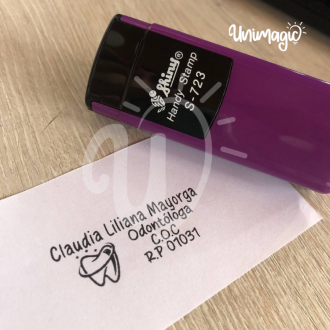 Unimagic
Shiny®
Handy-Stamp
S-723
Claudia Liliana Mayorga
Odontóloga
C.O.C
R.P 01031